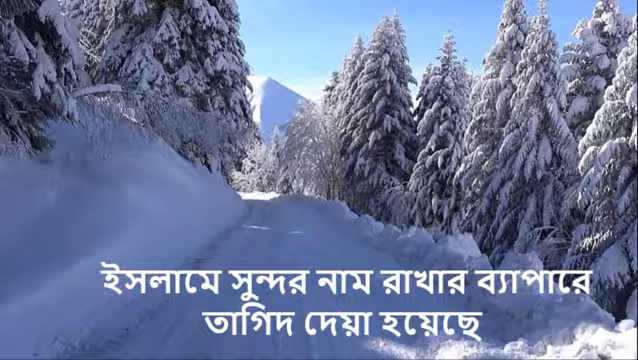 ইসলামে সুন্দর নাম রাখার ব্যাপারে
তাগিদ দেয়া হয়েছে